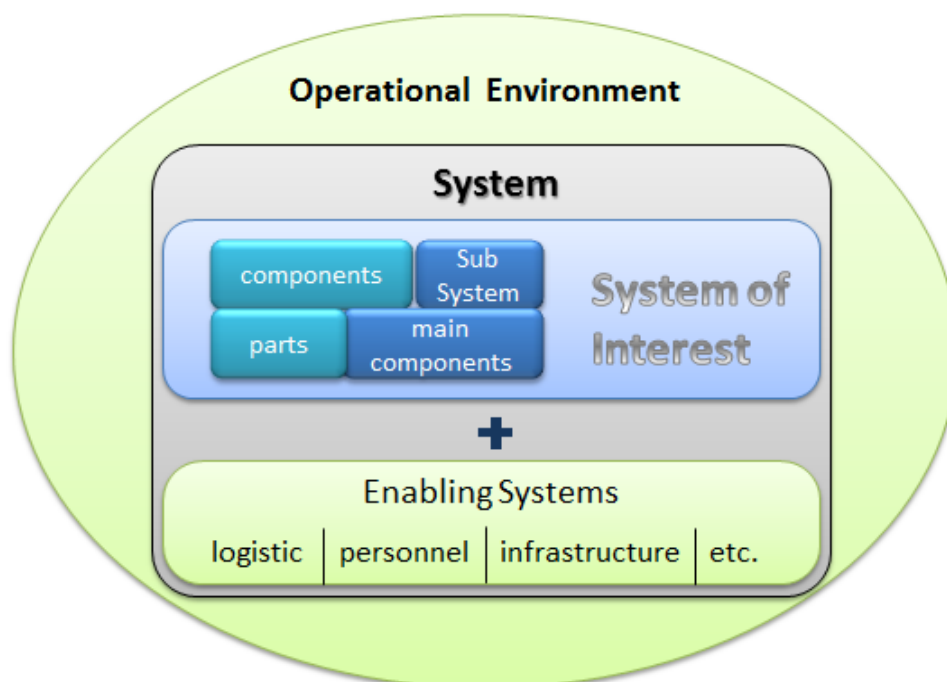 Operational Environment
System
components
Sub
System
parts
main
components
System of
Interest
+
Enabling Systems
logistic
personnel
infrastructure
etc.